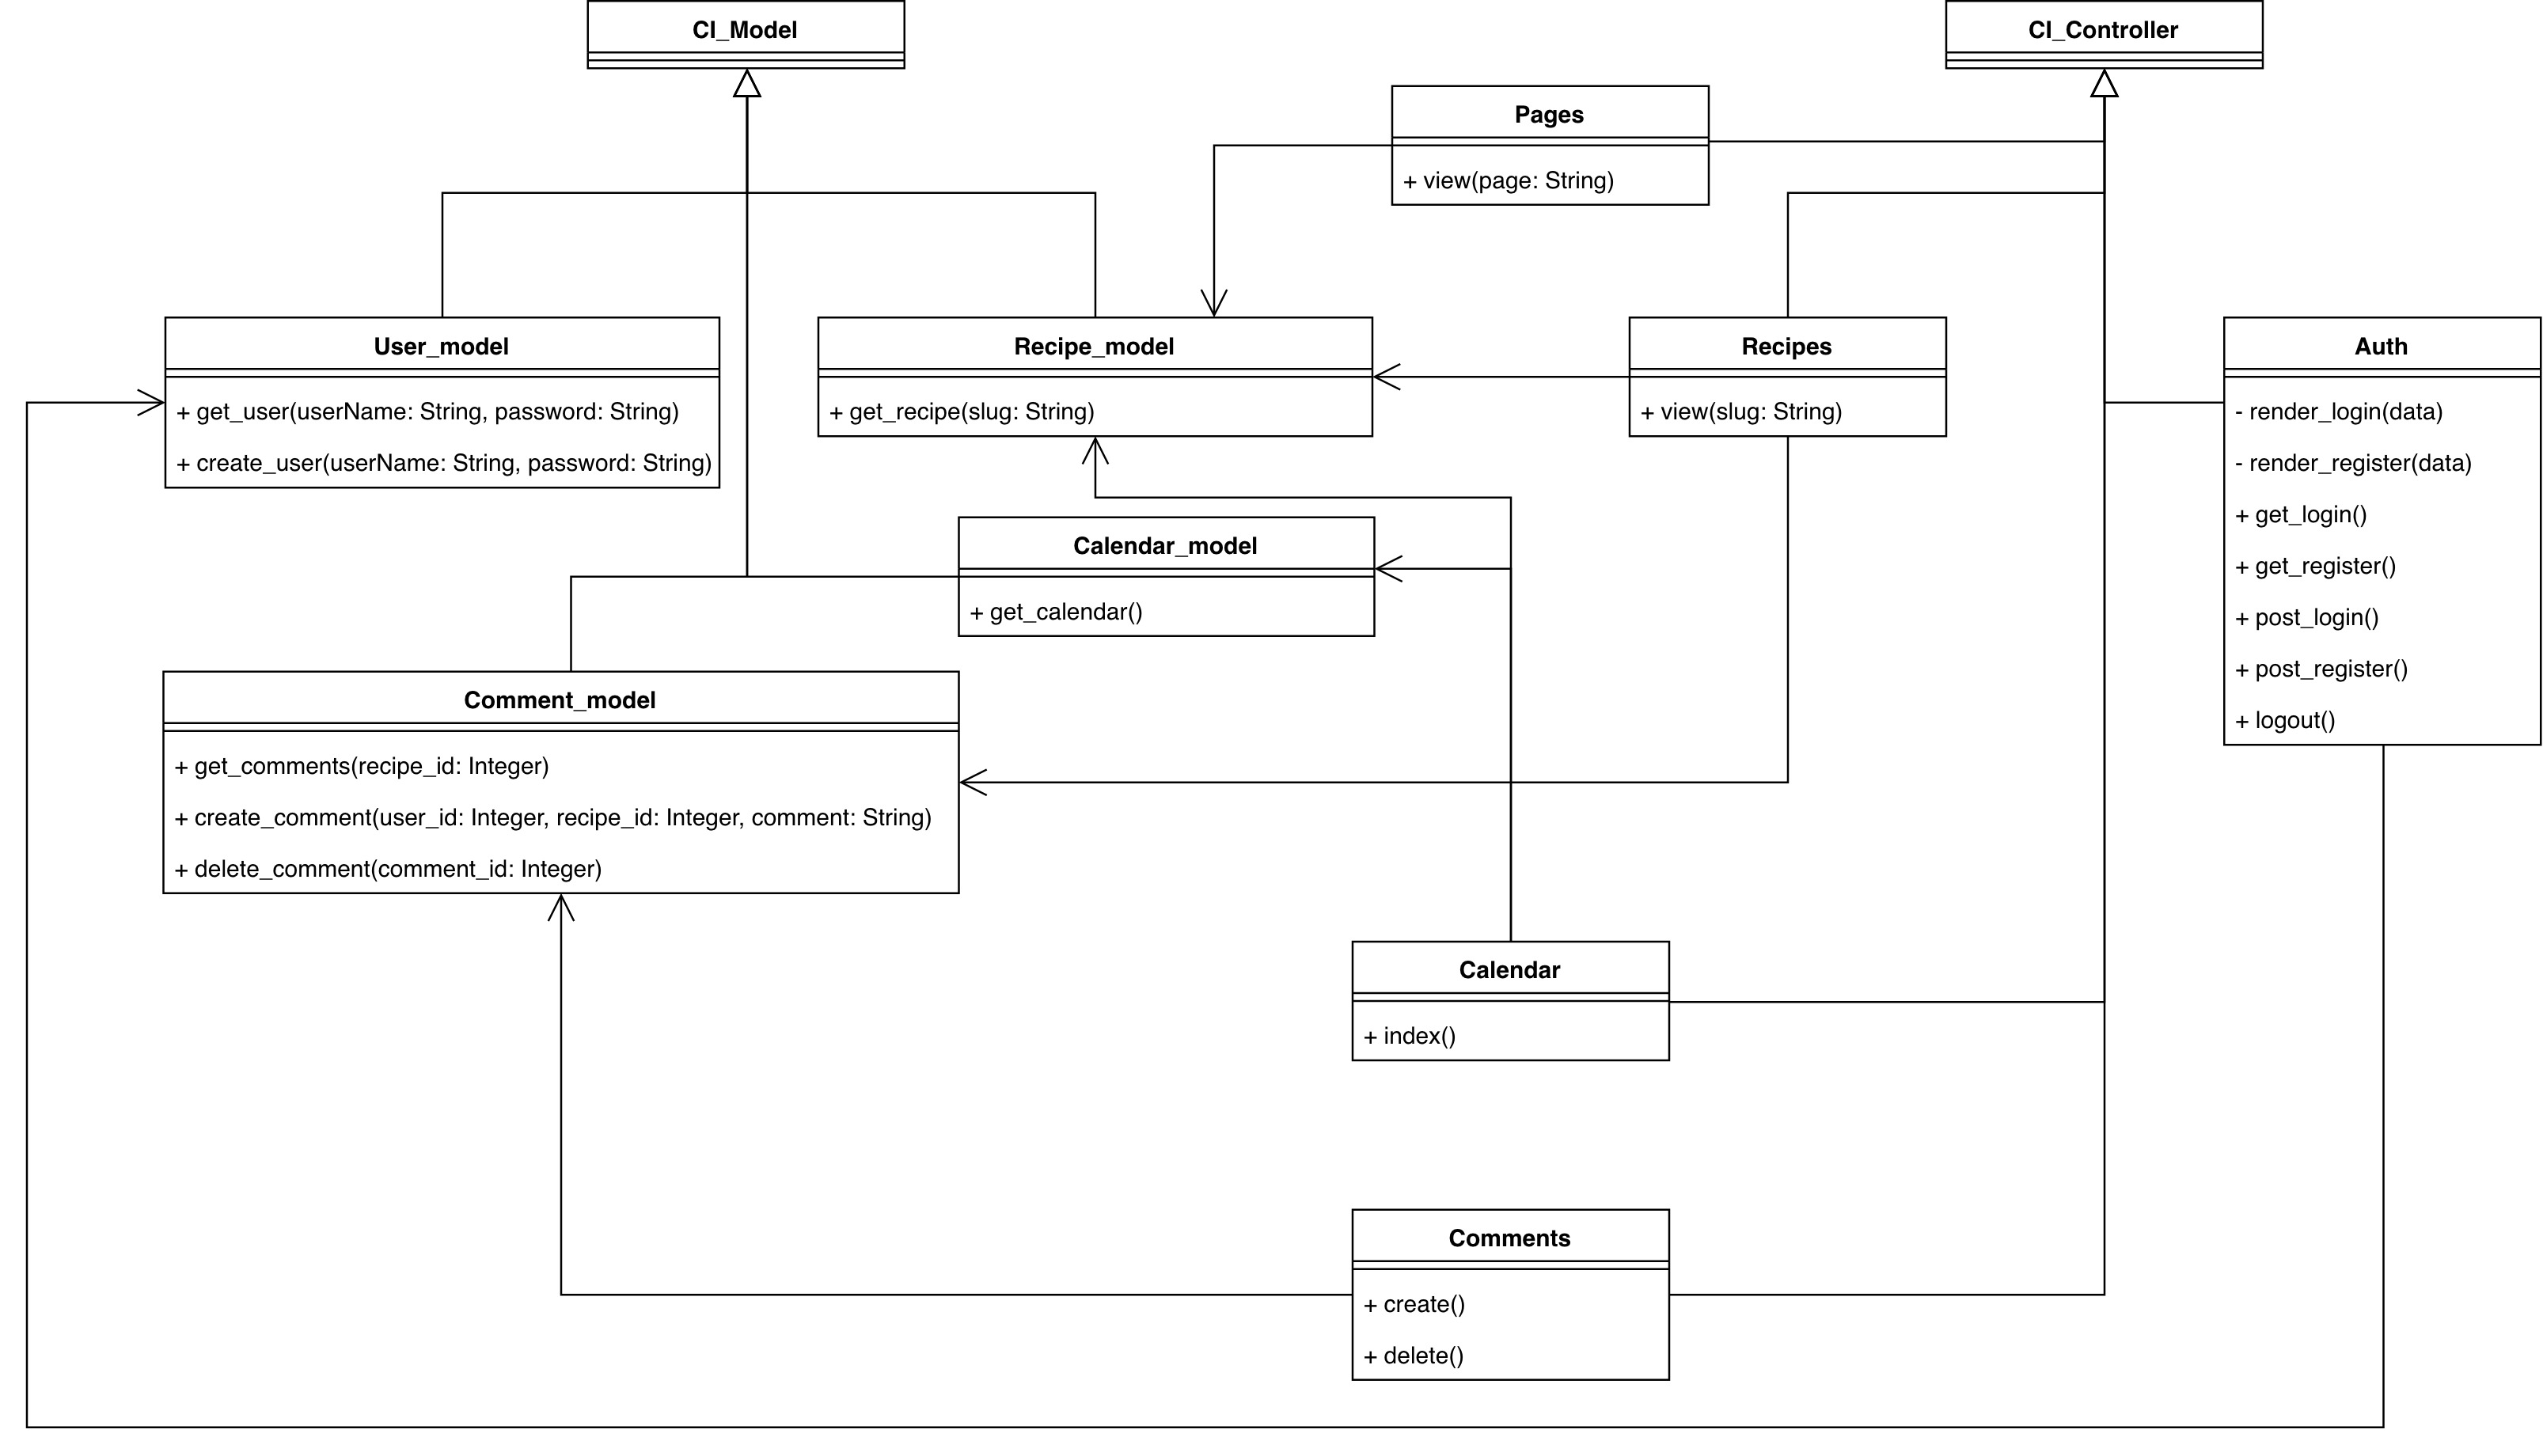 CI_Model
CI_Controller
Pages
+ view(page: String)
User_model
+ get_user(userName: String, password: String)
+ create_user(userName: String, password: String)
Recipe_model
+ get_recipe(slug: String)
Recipes
+ view(slug: String)
Auth
- render_login(data)
- render_register(data)
+ get_login()
+ get_register()
+ post_login()
+ post_register()
+ logout()
Calendar_model
+ get_calendar()
Comment_model
+ get_comments(recipe_id: Integer)
+ create_comment(user_id: Integer, recipe_id: Integer, comment: String)
+ delete_comment(comment_id: Integer)
Calendar
+ index()
Comments
+ create()
+ delete()